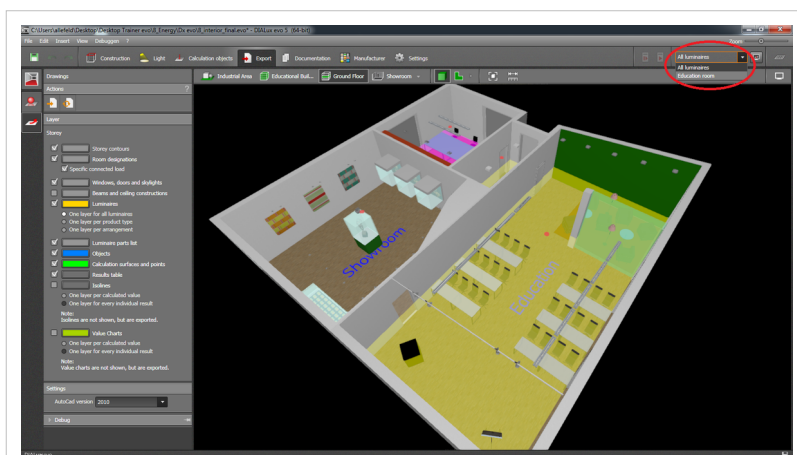 C:\Users\allefeld\Desktop\Desktop Trainer evo\8_Energy\Dx evo\8_interior_final.evo* - DIALux evo 5 (64-bit)
File Edit Insert View Debuggen ?
Zoom
Construction Light Calculation objects Export Documentation Manufacturer Settings
All luminaires
All luminaires
Education room
Industrial Area Educational Buil... Ground Floor Showroom
Drawings
Actions ?
Layer
Storey
Storey contours
Room designations
Specific connected load
Windows, doors and skylights
Beams and ceiling constructions
Luminaires
One layer for all luminaires
One layer per product type
One layer per arrangement
Luminaire parts list
Objects
Calculation surfaces and points
Results table
Isolines
One layer per calculated value
One layer for every individual result
Note:
Isolines are not shown, but are exported.
Value Charts
One layer per calculated value
One layer for every individual result
Note:
Value charts are not shown, but are exported.
Settings
AutoCad version 2010
Debug
Showroom
Education